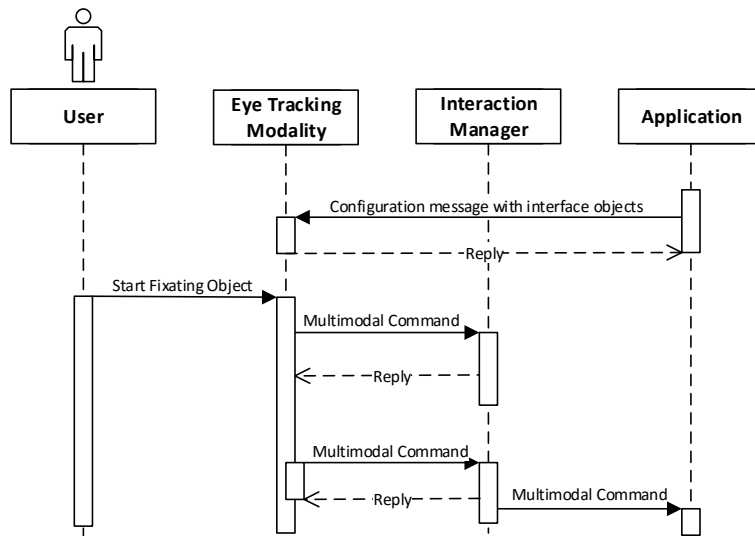 User
Eye Tracking
Modality
Interaction
Manager
Application
Configuration message with interface objects
Reply
Start Fixating Object
Multimodal Command
Reply
Multimodal Command
Reply
Multimodal Command